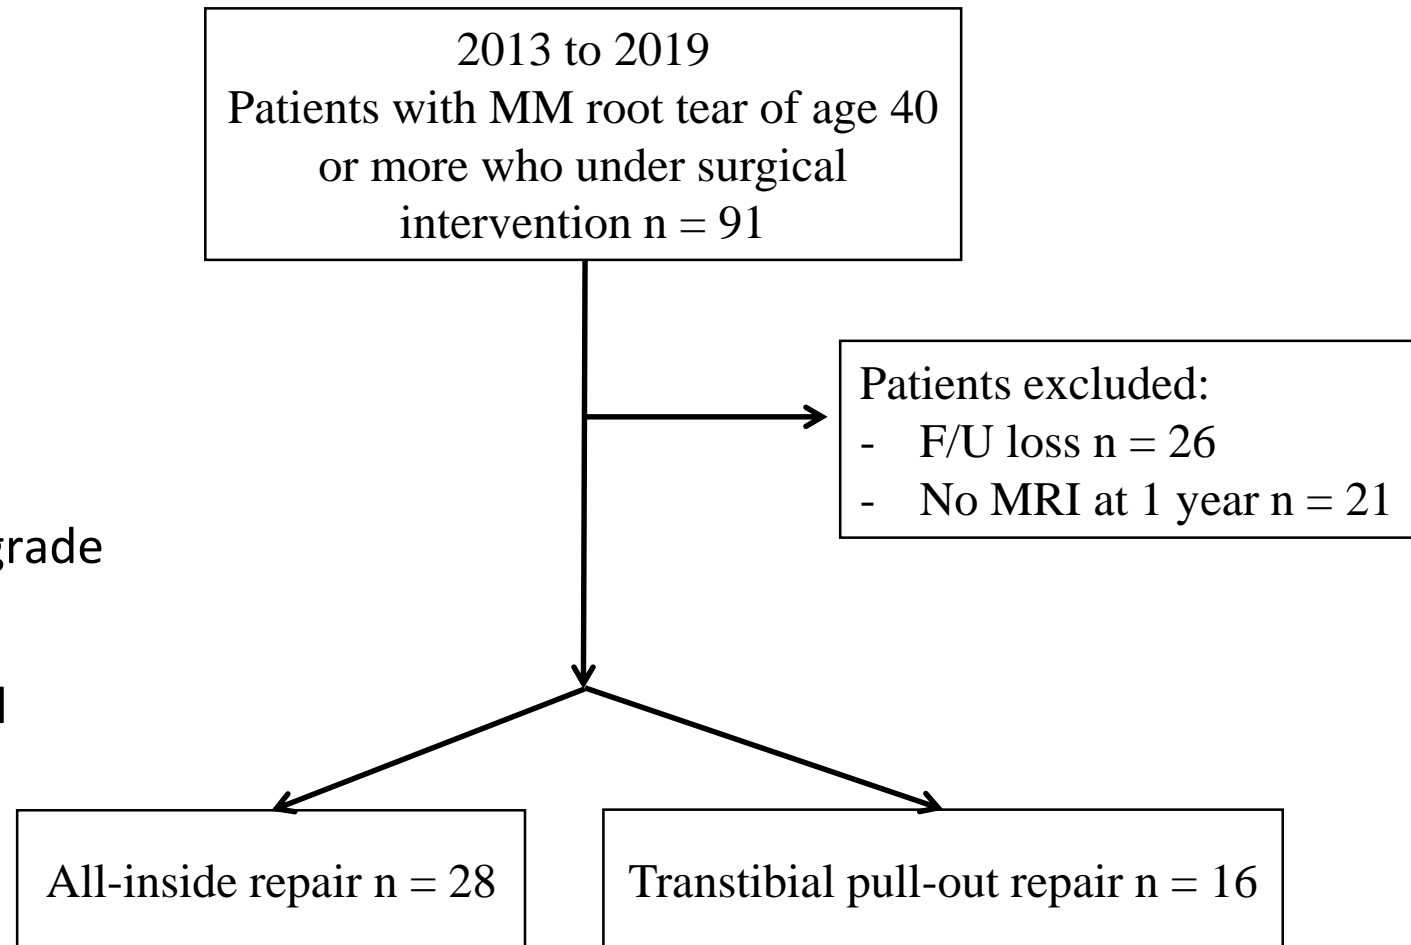 2013 to 2019
Patients with MM root tear of age 40
or more who under surgical
intervention n = 91
Patients excluded:
- F/U loss n = 26
- No MRI at 1 year n = 21
grade
All-inside repair n = 28
Transtibial pull-out repair n = 16